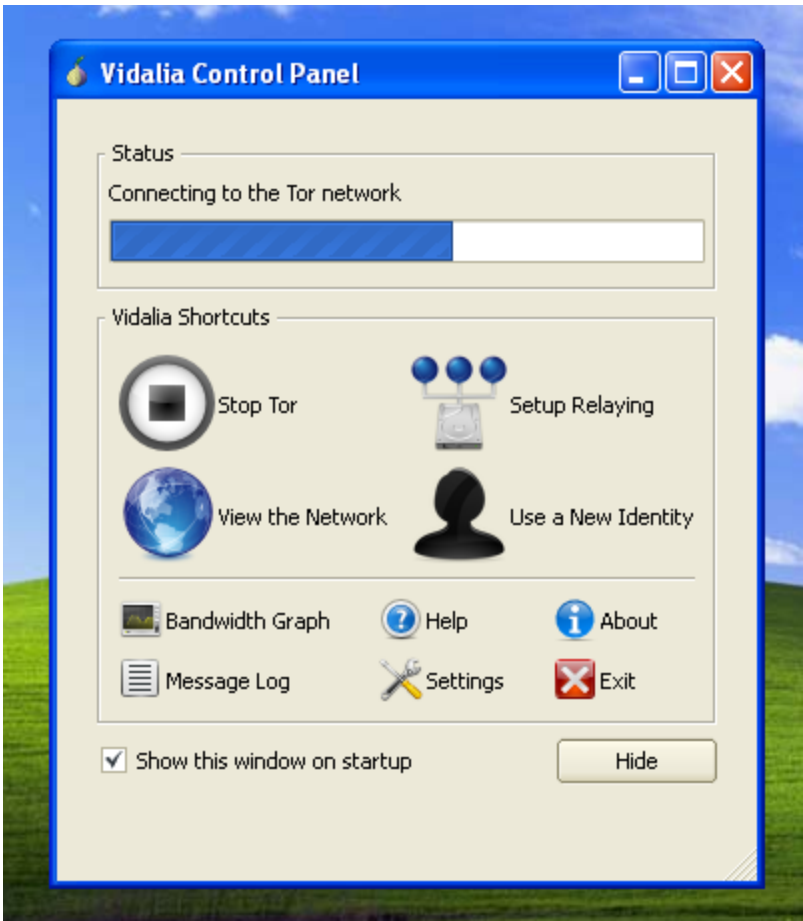 Vidalia Control Panel
Status
Connecting to the Tor network
Vidalia Shortcuts
Stop Tor
Setup Relaying
View the Network
Use a New Identity
Bandwidth Graph
Help
About
Message Log
Settings
Exit
Show this window on startup
Hide